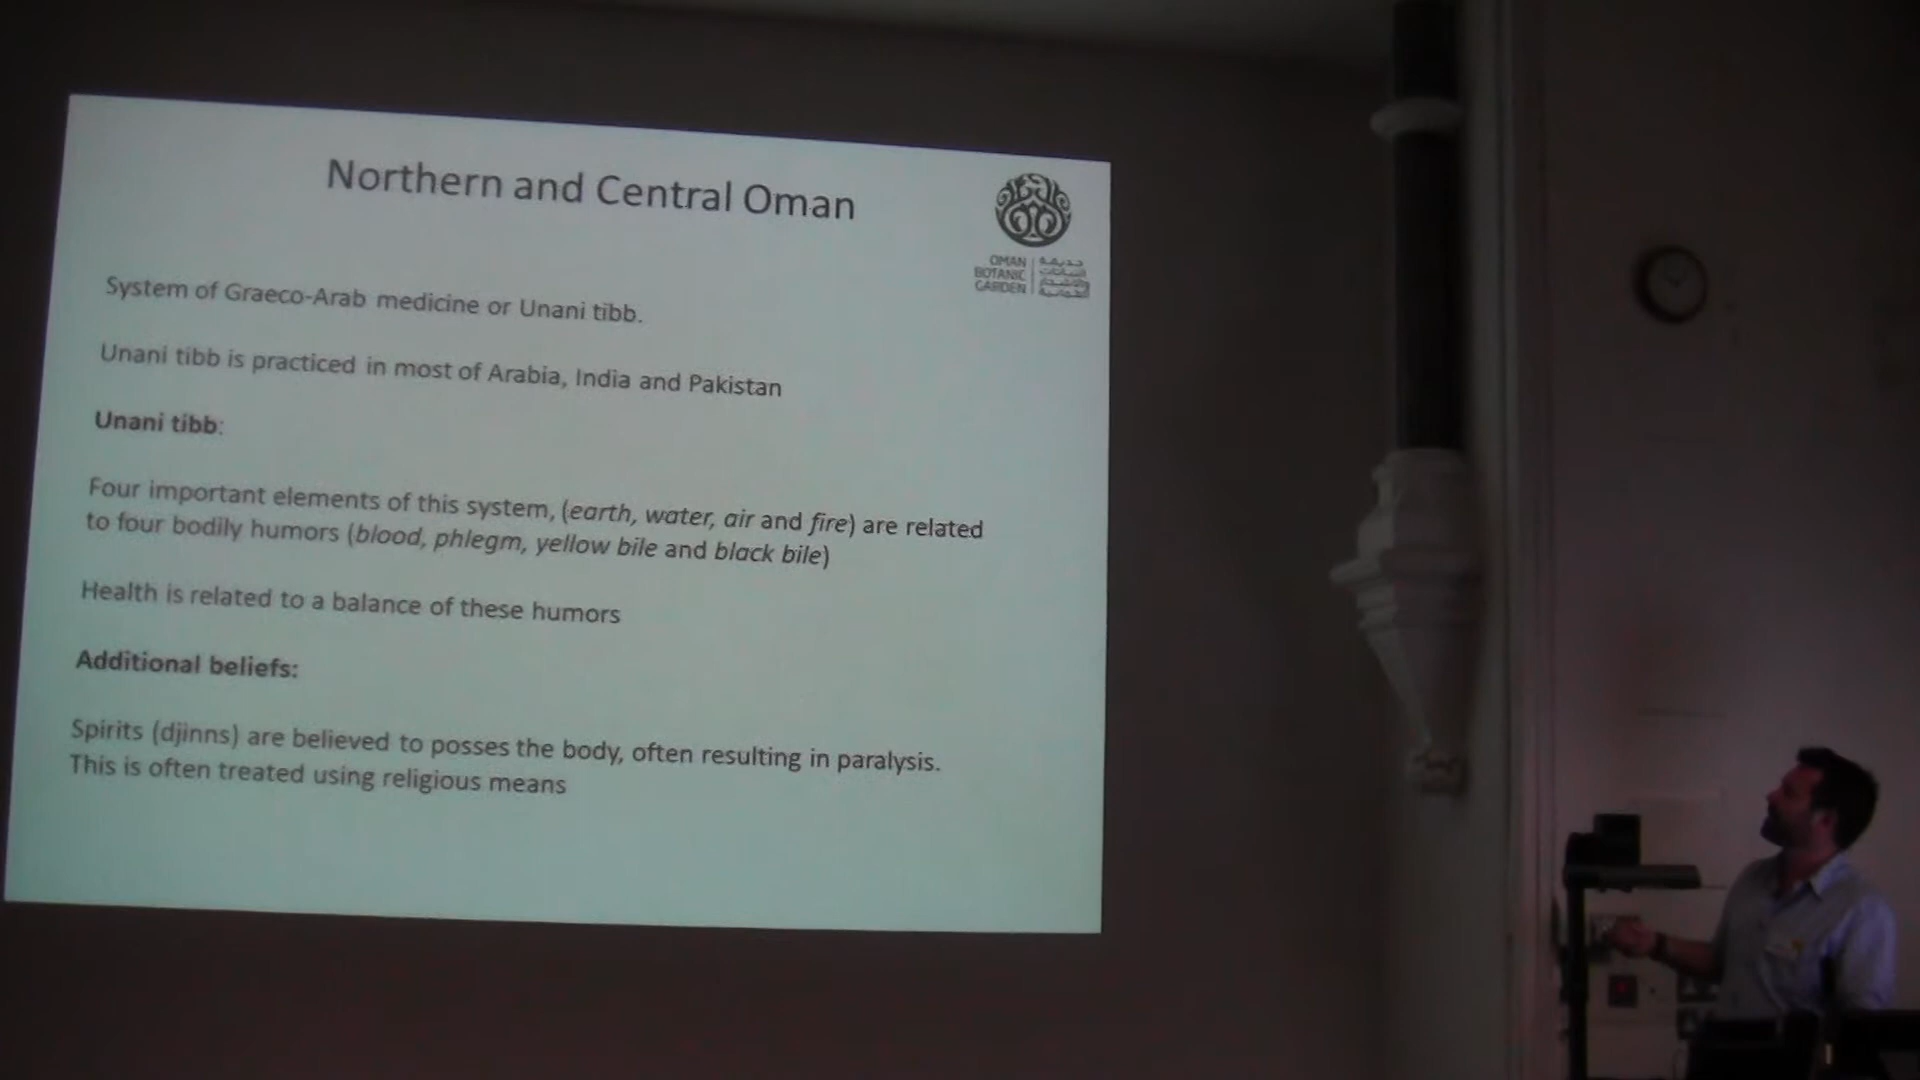 Northern and Central Oman
OMAN
BOTANIC
GARDEN
حديقة
النباتات
والأشجار
العمانية
System of Graeco-Arab medicine or Unani tibb.
Unani tibb is practiced in most of Arabia, India and Pakistan
Unani tibb:
Four important elements of this system, (earth, water, air and fire) are related
to four bodily humors (blood, phlegm, yellow bile and black bile)
Health is related to a balance of these humors
Additional beliefs:
Spirits (djinns) are believed to posses the body, often resulting in paralysis.
This is often treated using religious means